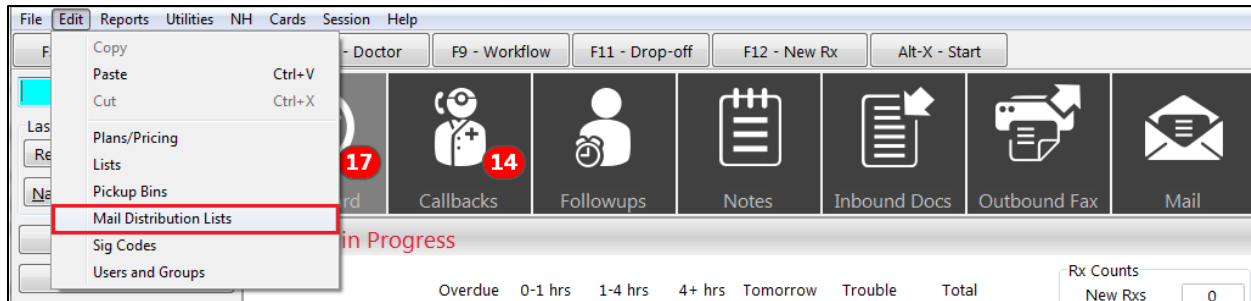 File Edit Reports Utilities NH Cards Session Help
F - Doctor F9 - Workflow F11 - Drop-off F12 - New Rx Alt-X - Start
Copy
Paste Ctrl+V
Cut Ctrl+X
Plans/Pricing
Lists
Pickup Bins
Mail Distribution Lists
Sig Codes
Users and Groups
Las
Re
Na
17
14
rd Callbacks Followups Notes Inbound Docs Outbound Fax Mail
in Progress
Overdue 0-1 hrs 1-4 hrs 4+ hrs Tomorrow Trouble Total
Rx Counts
New Rxs 0